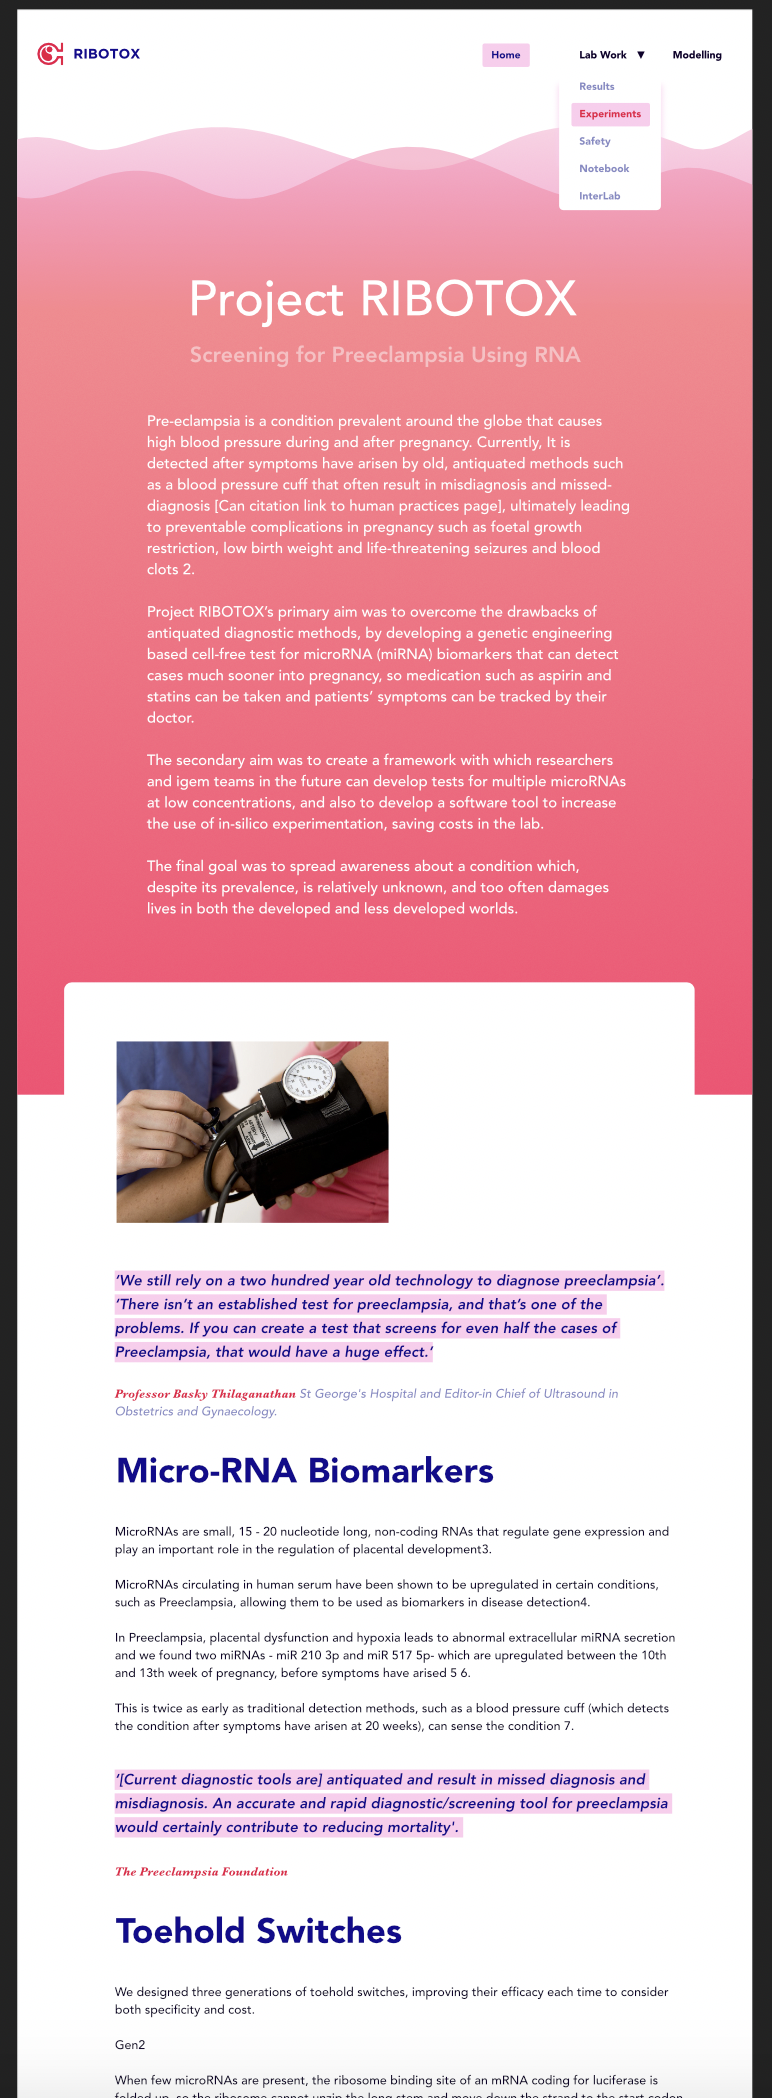 RIBOTOX
Home
Lab Work ▼
Modelling
Results
Experiments
Safety
Notebook
InterLab
Project RIBOTOX
Screening for Preeclampsia Using RNA
Pre-eclampsia is a condition prevalent around the globe that causes
high blood pressure during and after pregnancy. Currently, It is
detected after symptoms have arisen by old, antiquated methods such
as a blood pressure cuff that often result in misdiagnosis and missed-
diagnosis [Can citation link to human practices page], ultimately leading
to preventable complications in pregnancy such as foetal growth
restriction, low birth weight and life-threatening seizures and blood
clots 2.
Project RIBOTOX’s primary aim was to overcome the drawbacks of
antiquated diagnostic methods, by developing a genetic engineering
based cell-free test for microRNA (miRNA) biomarkers that can detect
cases much sooner into pregnancy, so medication such as aspirin and
statins can be taken and patients’ symptoms can be tracked by their
doctor.
The secondary aim was to create a framework with which researchers
and igem teams in the future can develop tests for multiple microRNAs
at low concentrations, and also to develop a software tool to increase
the use of in-silico experimentation, saving costs in the lab.
The final goal was to spread awareness about a condition which,
despite its prevalence, is relatively unknown, and too often damages
lives in both the developed and less developed worlds.
‘We still rely on a two hundred year old technology to diagnose preeclampsia’.
‘There isn’t an established test for preeclampsia, and that’s one of the
problems. If you can create a test that screens for even half the cases of
Preeclampsia, that would have a huge effect.’
Professor Basky Thilaganathan St George's Hospital and Editor-in Chief of Ultrasound in
Obstetrics and Gynaecology.
Micro-RNA Biomarkers
MicroRNAs are small, 15 - 20 nucleotide long, non-coding RNAs that regulate gene expression and
play an important role in the regulation of placental development3.
MicroRNAs circulating in human serum have been shown to be upregulated in certain conditions,
such as Preeclampsia, allowing them to be used as biomarkers in disease detection4.
In Preeclampsia, placental dysfunction and hypoxia leads to abnormal extracellular miRNA secretion
and we found two miRNAs - miR 210 3p and miR 517 5p- which are upregulated between the 10th
and 13th week of pregnancy, before symptoms have arised 5 6.
This is twice as early as traditional detection methods, such as a blood pressure cuff (which detects
the condition after symptoms have arisen at 20 weeks), can sense the condition 7.
‘[Current diagnostic tools are] antiquated and result in missed diagnosis and
misdiagnosis. An accurate and rapid diagnostic/screening tool for preeclampsia
would certainly contribute to reducing mortality'.
The Preeclampsia Foundation
Toehold Switches
We designed three generations of toehold switches, improving their efficacy each time to consider
both specificity and cost.
Gen2
When few microRNAs are present, the ribosome binding site of an mRNA coding for luciferase is
folded up, so the ribosome cannot unzip the long stem and move down the strand to the start codon